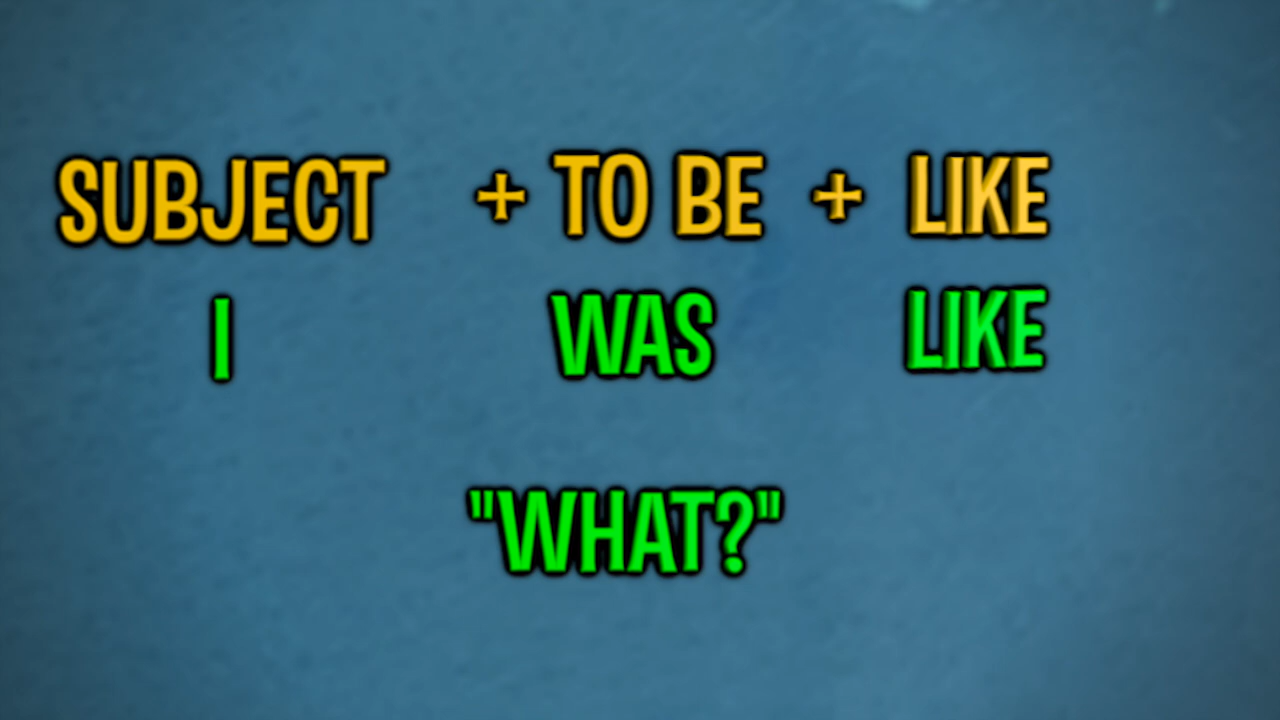 SUBJECT + TO BE + LIKE
I WAS LIKE
"WHAT?"